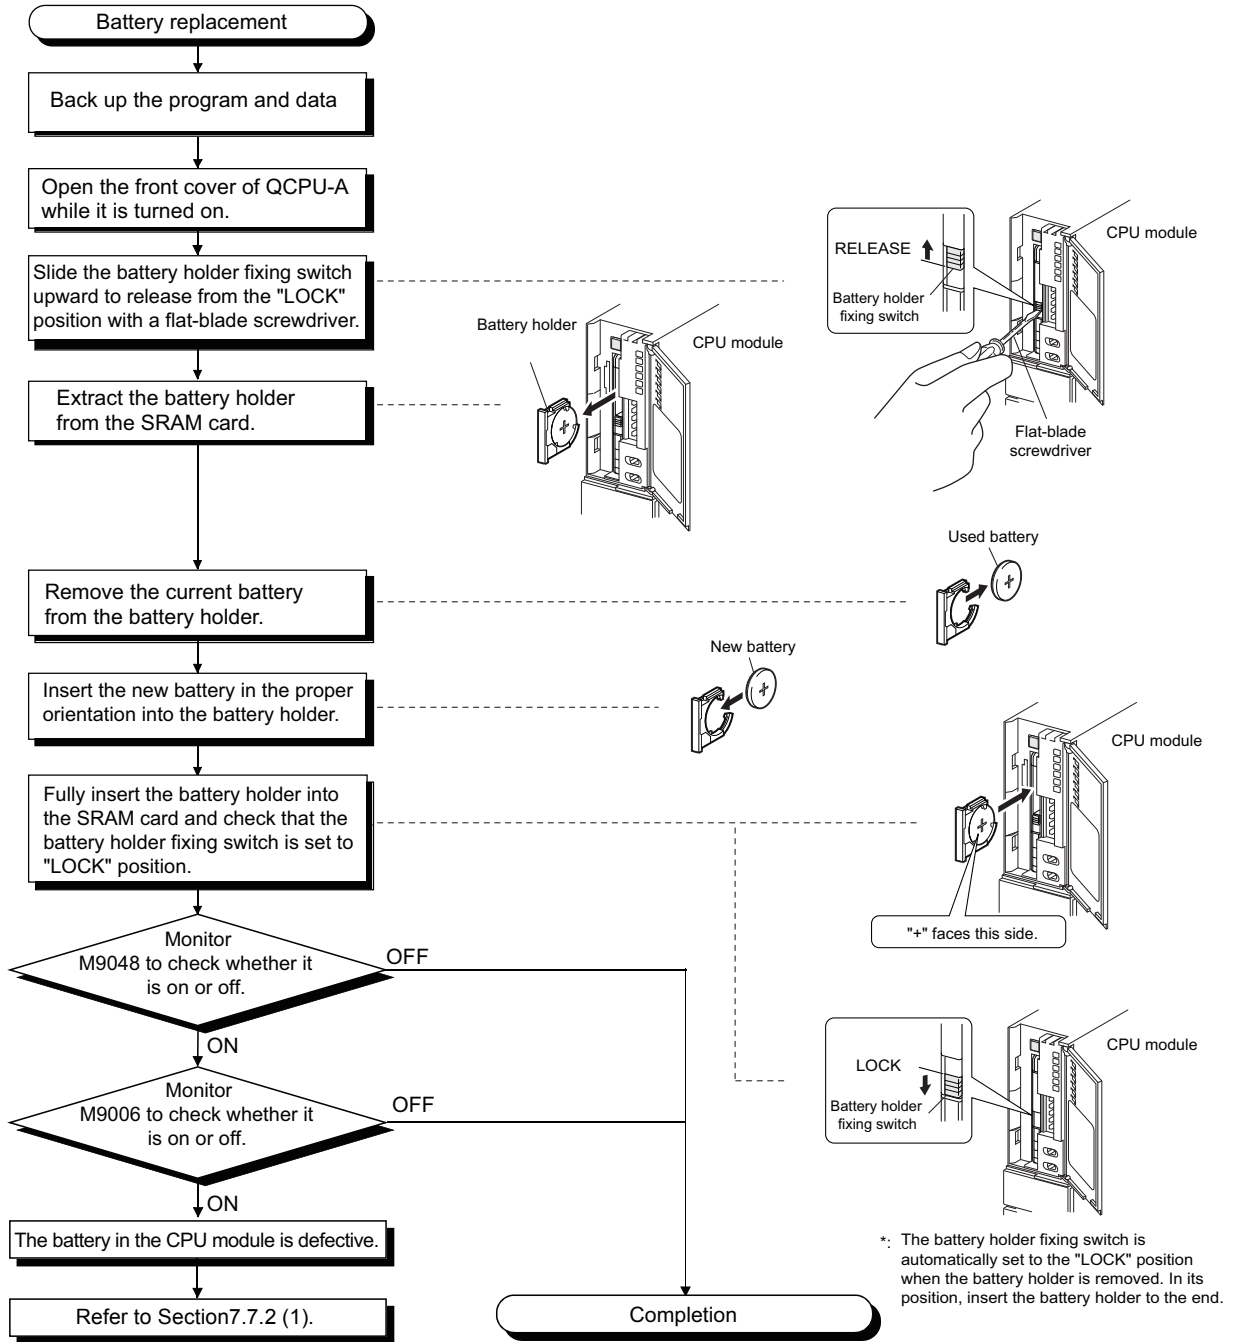 Battery replacement
Back up the program and data
Open the front cover of QCPU-A
while it is turned on.
Slide the battery holder fixing switch
upward to release from the "LOCK"
position with a flat-blade screwdriver.
RELEASE
Battery holder
fixing switch
CPU module
Flat-blade
screwdriver
Extract the battery holder
from the SRAM card.
Battery holder
CPU module
Remove the current battery
from the battery holder.
Used battery
Insert the new battery in the proper
orientation into the battery holder.
New battery
Fully insert the battery holder into
the SRAM card and check that the
battery holder fixing switch is set to
"LOCK" position.
CPU module
"+" faces this side.
Monitor
M9048 to check whether it
is on or off.
OFF
ON
LOCK
Battery holder
fixing switch
CPU module
Monitor
M9006 to check whether it
is on or off.
OFF
ON
The battery in the CPU module is defective.
Refer to Section7.7.2 (1).
Completion
*: The battery holder fixing switch is
automatically set to the "LOCK" position
when the battery holder is removed. In its
position, insert the battery holder to the end.